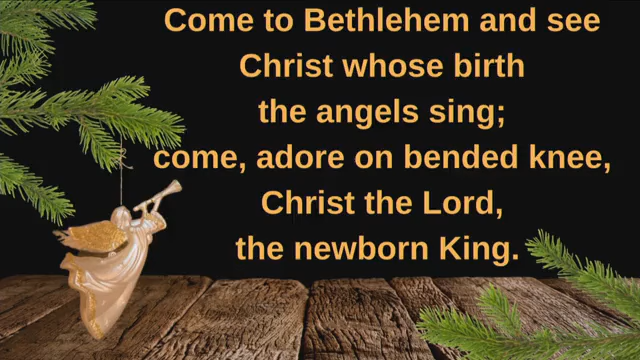 Come to Bethlehem and see
Christ whose birth
the angels sing;
come, adore on bended knee,
Christ the Lord,
the newborn King.